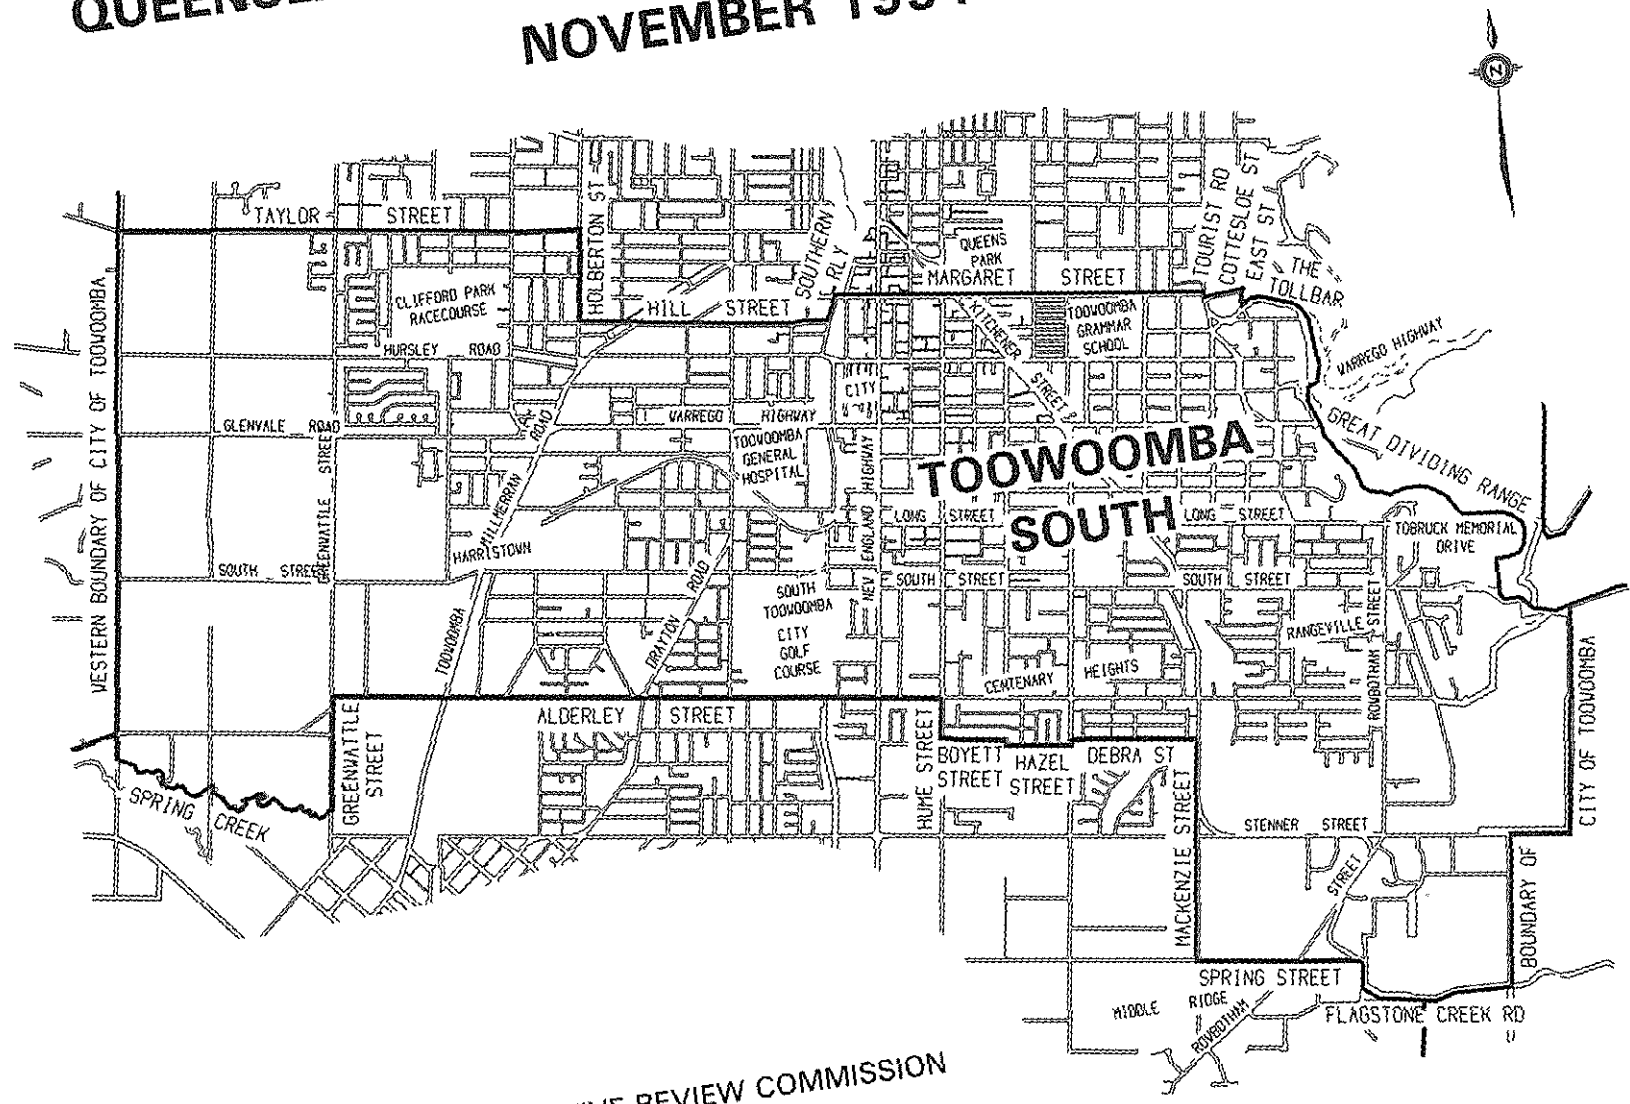 NOVEMBER 1991
TAYLOR STREET
HOLBERTON ST
SOUTHERN
RLY
QUEENS
PARK
MARGARET STREET
TOURIST RD
COTTESLOE ST
EAST ST
THE
TOLLBAR
WARREGO HIGHWAY
WESTERN BOUNDARY OF CITY OF TOOWOOMBA
CLIFFORD PARK
RACECOURSE
HILL STREET
KITCHENER
STREET
TOOWOOMBA
GRAMMAR
SCHOOL
HURSLEY ROAD
CITY
GLENVALE ROAD
WARREGO HIGHWAY
GREAT DIVIDING RANGE
TOOWOOMBA
GENERAL
HOSPITAL
TOOWOOMBA
SOUTH
GREENWATTLE STREET
MILLMERRAN
ROAD
NEW ENGLAND HIGHWAY
LONG STREET
LONG STREET
TOBRUCK MEMORIAL
DRIVE
HARRISTOWN
SOUTH STREET
SOUTH STREET
SOUTH STREET
TOOWOOMBA
DRAYTON ROAD
SOUTH
TOOWOOMBA
CITY
GOLF
COURSE
RANGEVILLE
ROWBOTHAM STREET
CENTENARY HEIGHTS
CITY OF TOOWOOMBA
GREENWATTLE
STREET
ALDERLEY STREET
HUME STREET
BOYETT
STREET
HAZEL
STREET
DEBRA ST
SPRING CREEK
MACKENZIE STREET
STENNER STREET
STREET
BOUNDARY OF
SPRING STREET
MIDDLE RIDGE
ROWBOTHAM
FLAGSTONE CREEK RD
REVIEW COMMISSION